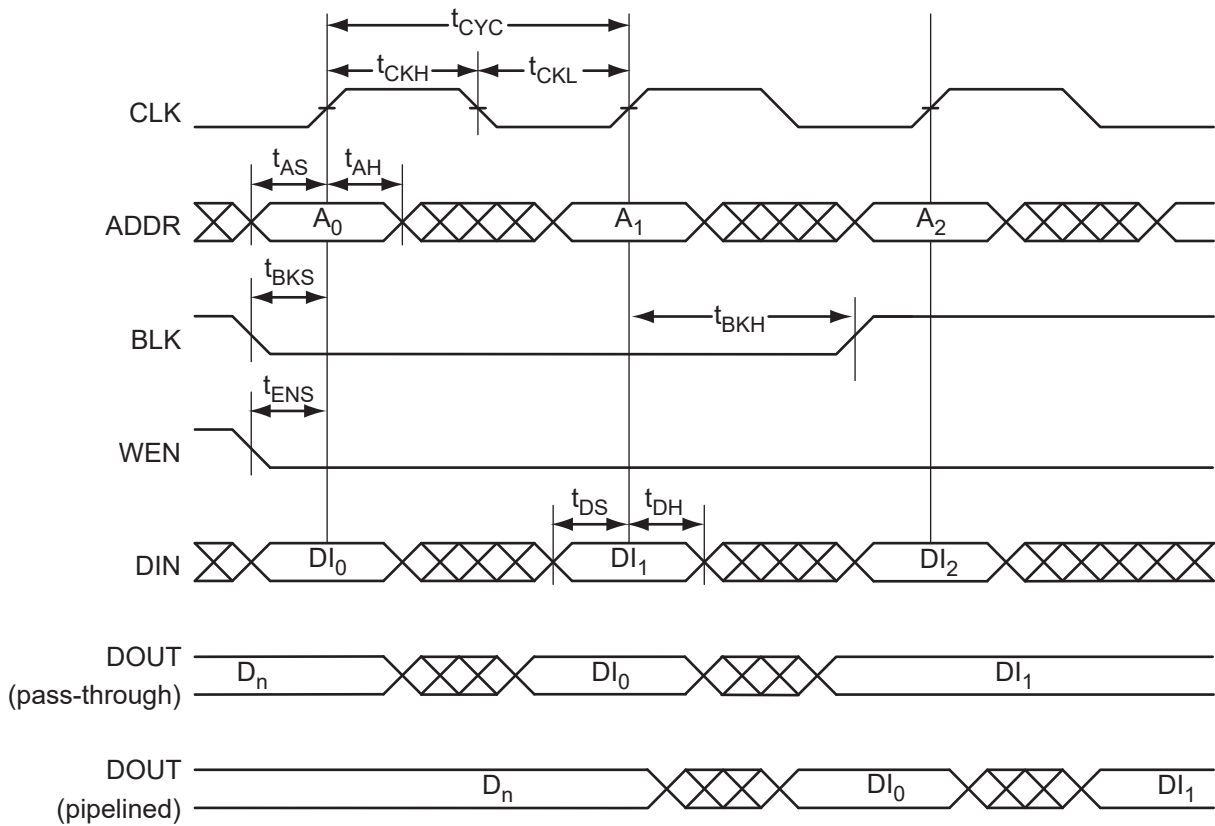 tCYC
tCKH tCKL
CLK
tAS tAH
ADDR A0 A1 A2
tBKS
BLK tBKH
tENS
WEN
tDS tDH
DIN DI0 DI1 DI2
DOUT
(pass-through) Dn DI0 DI1
DOUT
(pipelined) Dn DI0 DI1